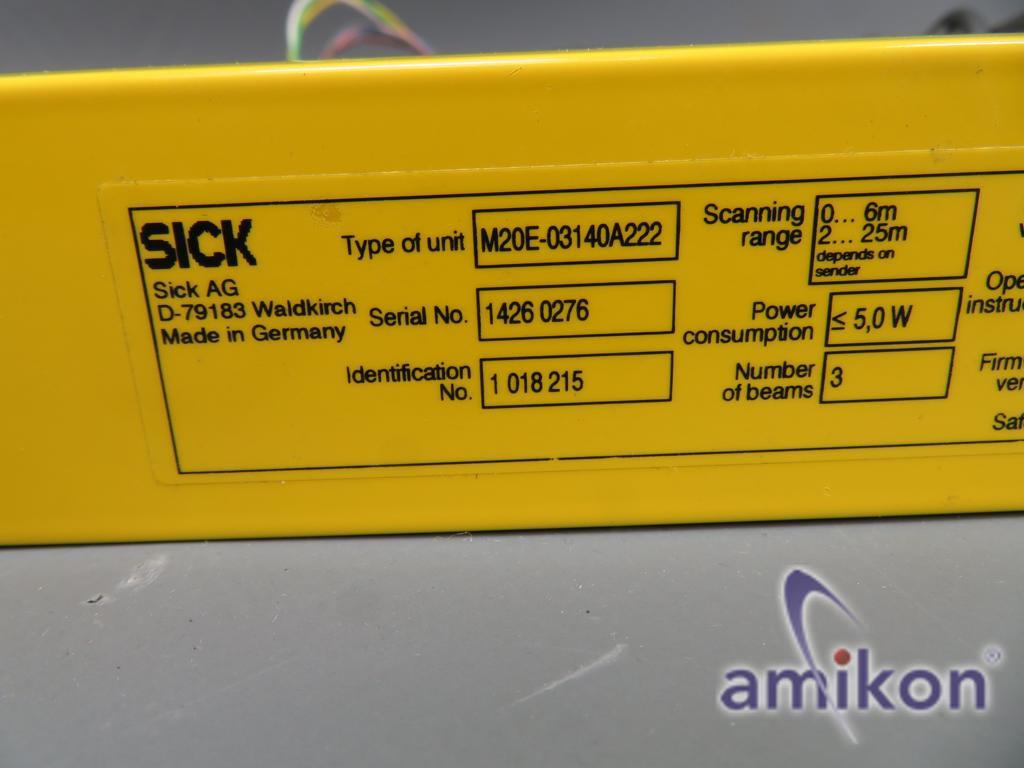 SICK
Sick AG
D-79183 Waldkirch
Made in Germany
Type of unit M20E-03140A222
Serial No. 1426 0276
Identification No. 1 018 215
Scanning range 0... 6m
2... 25m
depends on
sender
Power consumption ≤ 5,0 W
Number of beams 3
amikon®